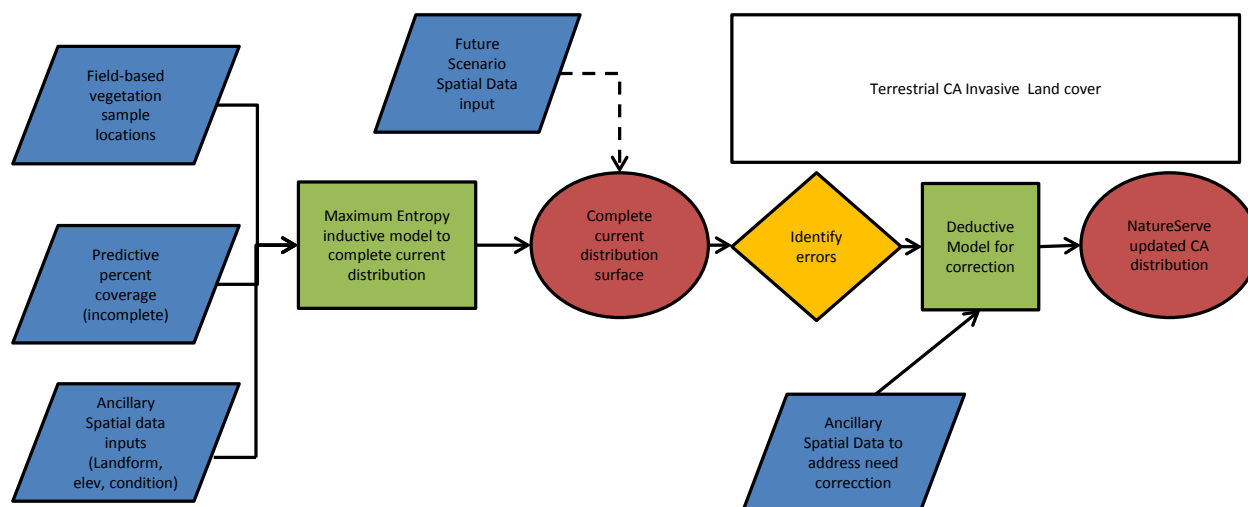 Field-based
vegetation
sample
locations
Future
Scenario
Spatial Data
input
Terrestrial CA Invasive Land cover
Predictive
percent
coverage
(incomplete)
Maximum Entropy
inductive model to
complete current
distribution
Complete
current
distribution
surface
Identify
errors
Deductive
Model for
correction
NatureServe
updated CA
distribution
Ancillary
Spatial data
inputs
(Landform,
elev, condition)
Ancillary
Spatial Data to
address need
correcction